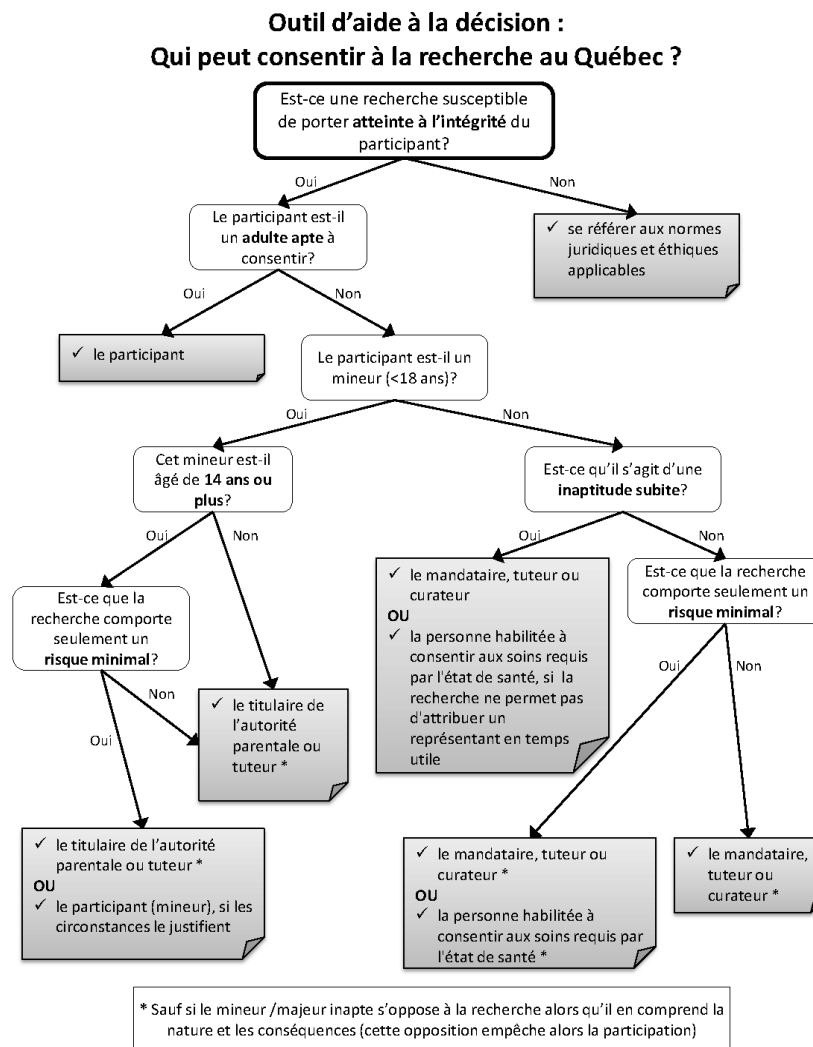 Outil d'aide à la décision :
Qui peut consentir à la recherche au Québec ?
Est-ce une recherche susceptible
de porter atteinte à l'intégrité du
participant?
Oui
Non
Le participant est-il
un adulte apte à
consentir?
✓ se référer aux normes
juridiques et éthiques
applicables
Oui
Non
✓ le participant
Le participant est-il un
mineur (<18 ans)?
Oui
Non
Cet mineur est-il
âgé de 14 ans ou
plus?
Est-ce qu'il s'agit d'une
inaptitude subite?
Oui
Non
Oui
Non
Est-ce que la
recherche comporte
seulement un
risque minimal?
✓ le mandataire, tuteur ou
curateur
OU
✓ la personne habilitée à
consentir aux soins requis
par l'état de santé, si la
recherche ne permet pas
d'attribuer un
représentant en temps
utile
Est-ce que la recherche
comporte seulement un
risque minimal?
Oui
Non
Oui
Non
✓ le titulaire de
l'autorité
parentale ou
tuteur *
✓ le titulaire de l'autorité
parentale ou tuteur *
OU
✓ le participant (mineur), si les
circonstances le justifient
✓ le mandataire, tuteur ou
curateur *
OU
✓ la personne habilitée à
consentir aux soins requis par
l'état de santé *
✓ le mandataire,
tuteur ou
curateur *
* Sauf si le mineur /majeur inapte s'oppose à la recherche alors qu'il en comprend la
nature et les conséquences (cette opposition empêche alors la participation)